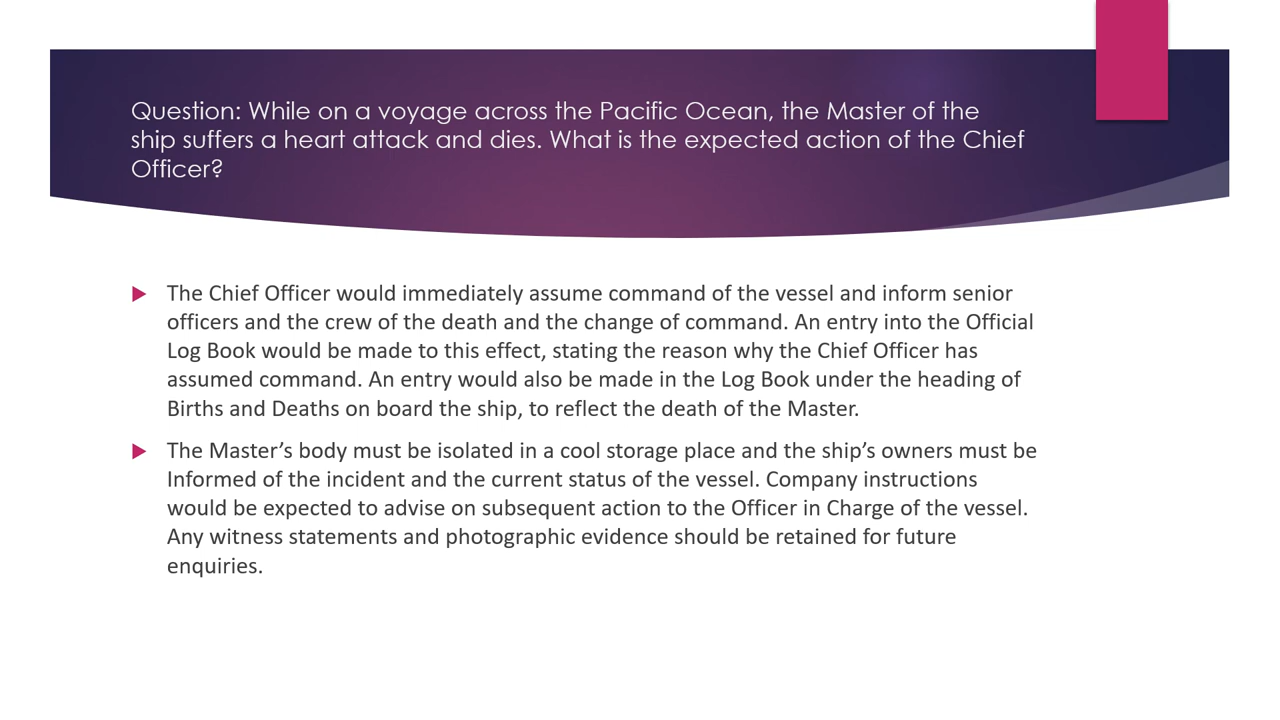 Question: While on a voyage across the Pacific Ocean, the Master of the
ship suffers a heart attack and dies. What is the expected action of the Chief
Officer?
The Chief Officer would immediately assume command of the vessel and inform senior
officers and the crew of the death and the change of command. An entry into the Official
Log Book would be made to this effect, stating the reason why the Chief Officer has
assumed command. An entry would also be made in the Log Book under the heading of
Births and Deaths on board the ship, to reflect the death of the Master.
The Master’s body must be isolated in a cool storage place and the ship’s owners must be
Informed of the incident and the current status of the vessel. Company instructions
would be expected to advise on subsequent action to the Officer in Charge of the vessel.
Any witness statements and photographic evidence should be retained for future
enquiries.